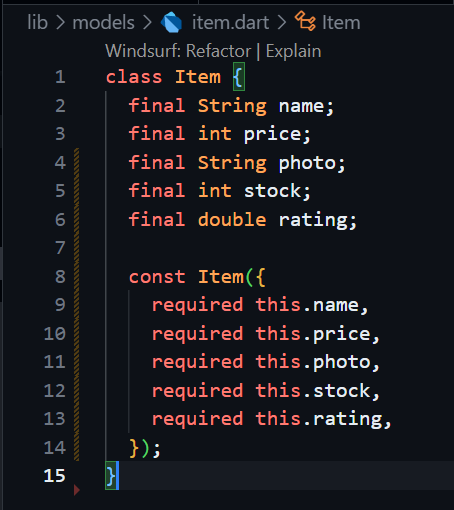 lib > models > item.dart > Item
Windsurf: Refactor | Explain
1 class Item {
2   final String name;
3   final int price;
4   final String photo;
5   final int stock;
6   final double rating;
7
8   const Item({
9     required this.name,
10     required this.price,
11     required this.photo,
12     required this.stock,
13     required this.rating,
14   });
15 }